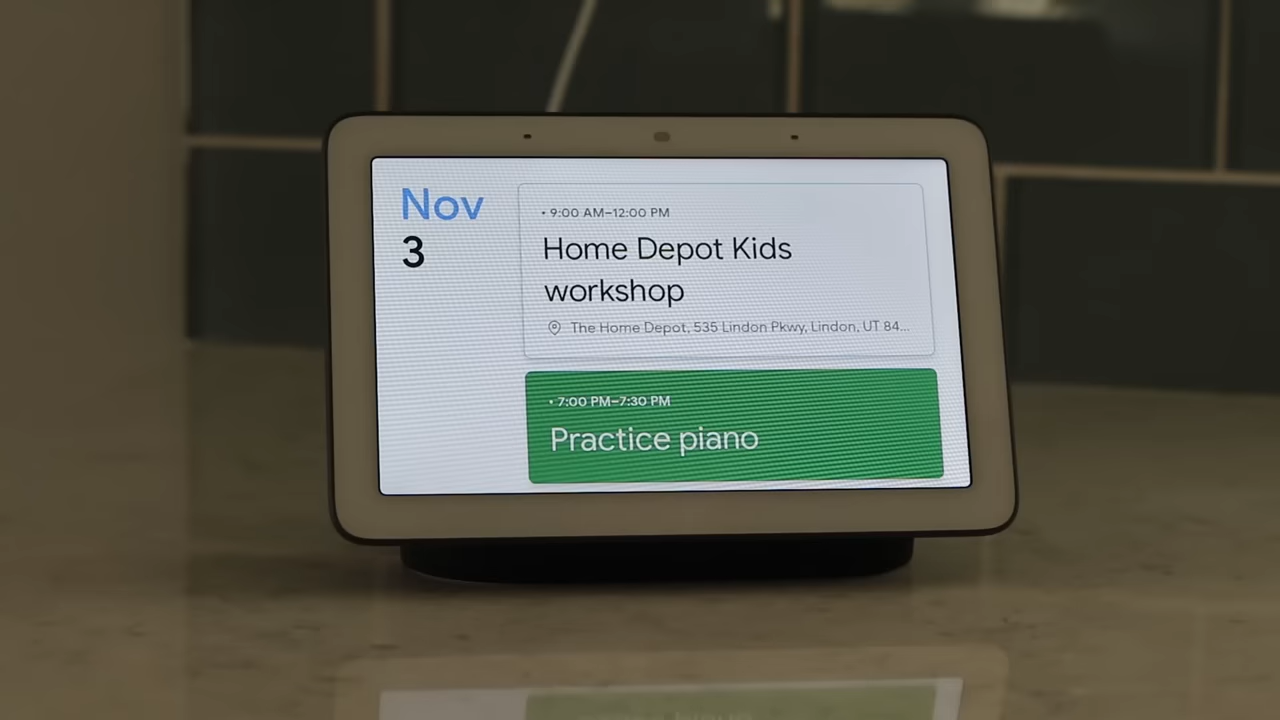 Nov
3
• 9:00 AM–12:00 PM
Home Depot Kids
workshop
The Home Depot, 535 Lindon Pkwy, Lindon, UT 84...
• 7:00 PM–7:30 PM
Practice piano